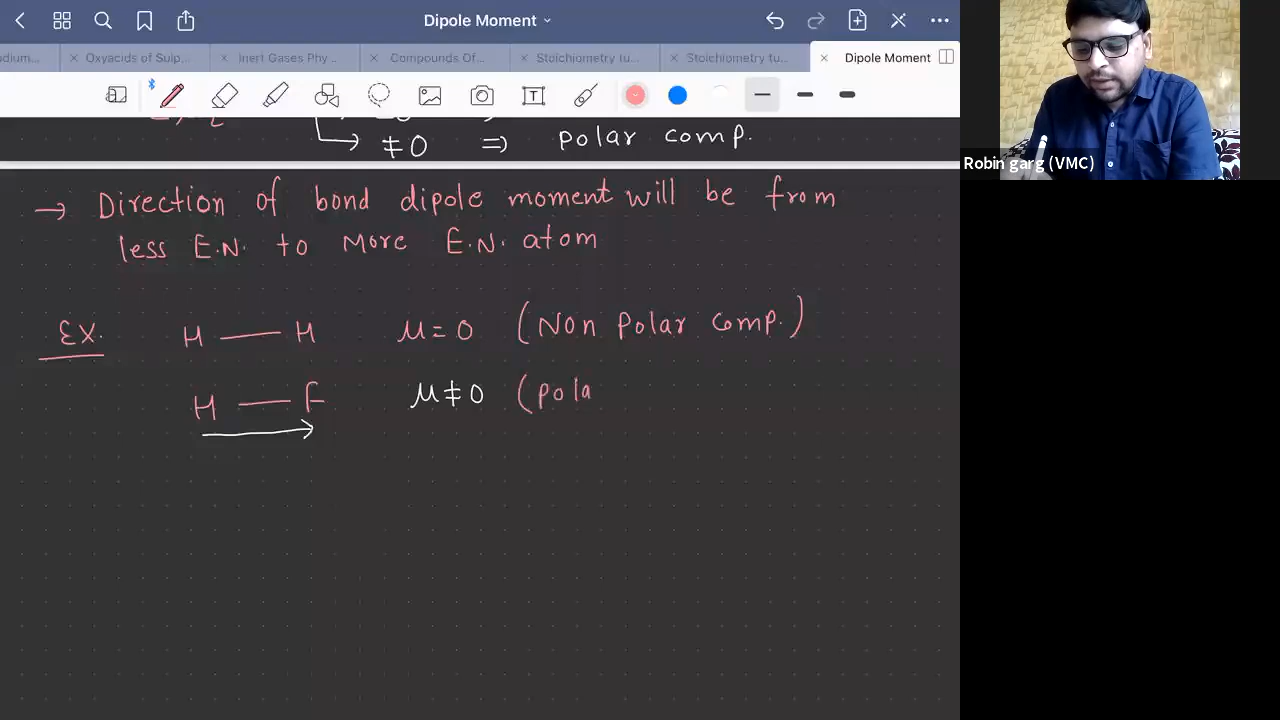 Dipole Moment
odium...
Oxyacids of Sulp...
Inert Gases Phy...
Compounds Of...
Stoichiometry tu...
Stoichiometry tu...
Dipole Moment
T
≠ 0 ⇒ polar comp.
Robin garg (VMC)
→ Direction of bond dipole moment will be from
less E.N. to More E.N. atom
EX. H — H μ = 0 (Non Polar comp.)
H — F μ ≠ 0 (pola